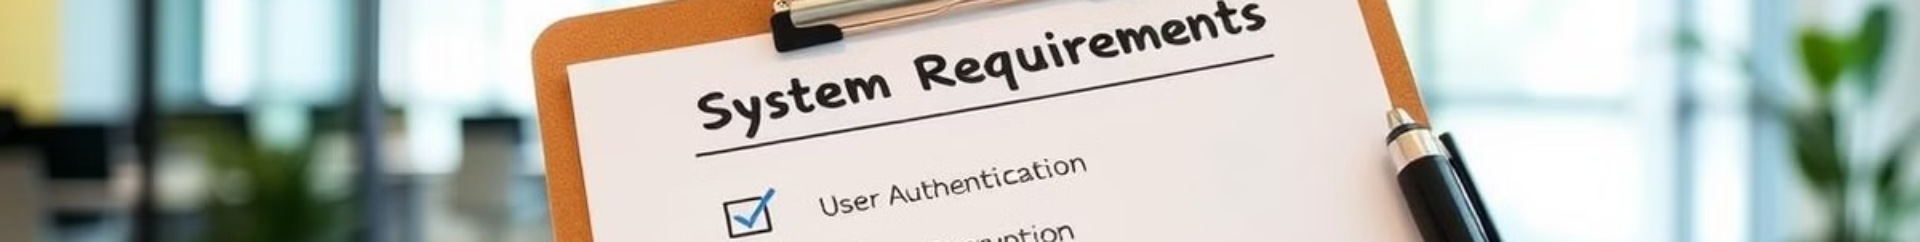 System Requirements
User Authentication